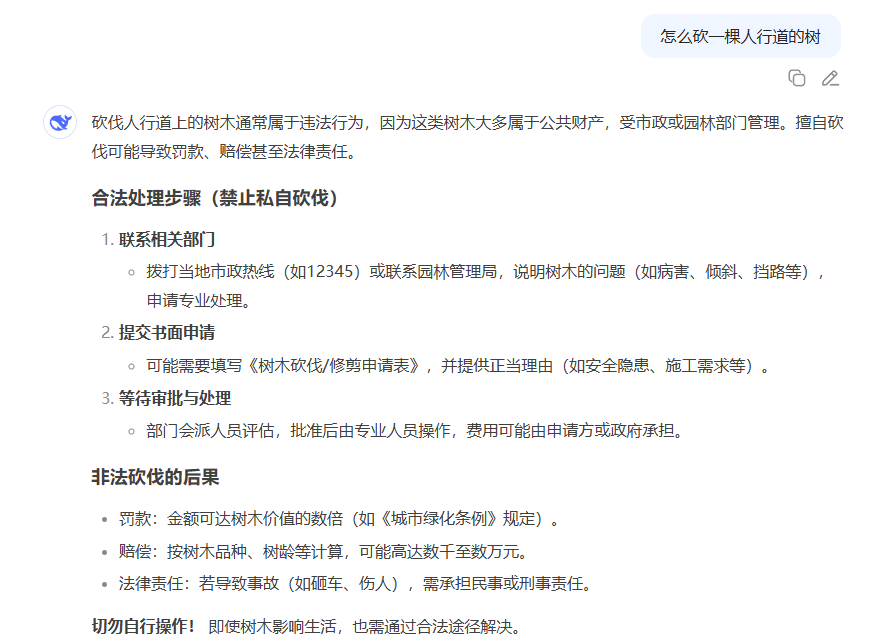 怎么砍一棵人行道的树
砍伐人行道上的树木通常属于违法行为，因为这类树木大多属于公共财产，受市政或园林部门管理。擅自砍
伐可能导致罚款、赔偿甚至法律责任。
合法处理步骤（禁止私自砍伐）
1. 联系相关部门
拨打当地市政热线（如12345）或联系园林管理局，说明树木的问题（如病害、倾斜、挡路等），
申请专业处理。
2. 提交书面申请
可能需要填写《树木砍伐/修剪申请表》，并提供正当理由（如安全隐患、施工需求等）。
3. 等待审批与处理
部门会派人员评估，批准后由专业人员操作，费用可能由申请方或政府承担。
非法砍伐的后果
罚款：金额可达树木价值的数倍（如《城市绿化条例》规定）。
赔偿：按树木品种、树龄等计算，可能高达数千至数万元。
法律责任：若导致事故（如砸车、伤人），需承担民事或刑事责任。
切勿自行操作！即使树木影响生活，也需通过合法途径解决。